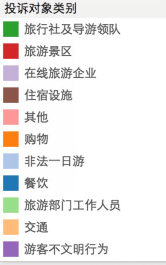 投诉对象类别
旅行社及导游领队
旅游景区
在线旅游企业
住宿设施
其他
购物
非法一日游
餐饮
旅游部门工作人员
交通
游客不文明行为